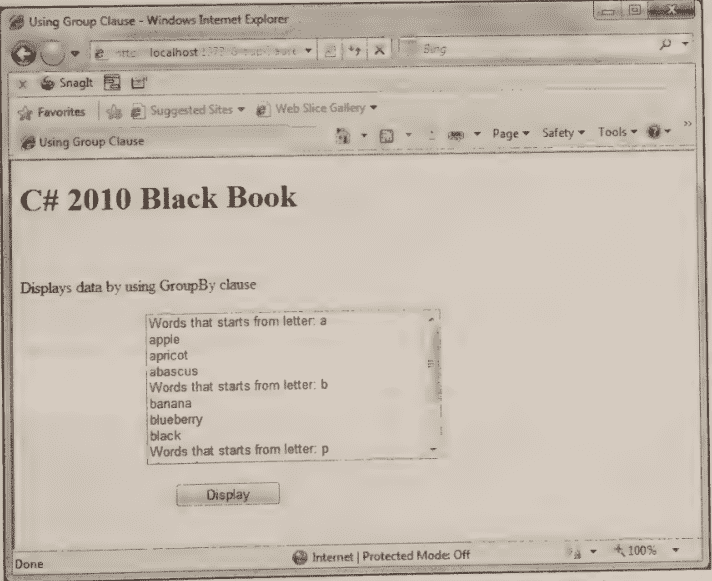 Using Group Clause - Windows Internet Explorer
localhost
Bing
x SnagIt
Favorites Suggested Sites Web Slice Gallery
Using Group Clause Page Safety Tools »
C# 2010 Black Book
Displays data by using GroupBy clause
Words that starts from letter: a
apple
apricot
abascus
Words that starts from letter: b
banana
blueberry
black
Words that starts from letter: p
Display
Done Internet | Protected Mode: Off 100%